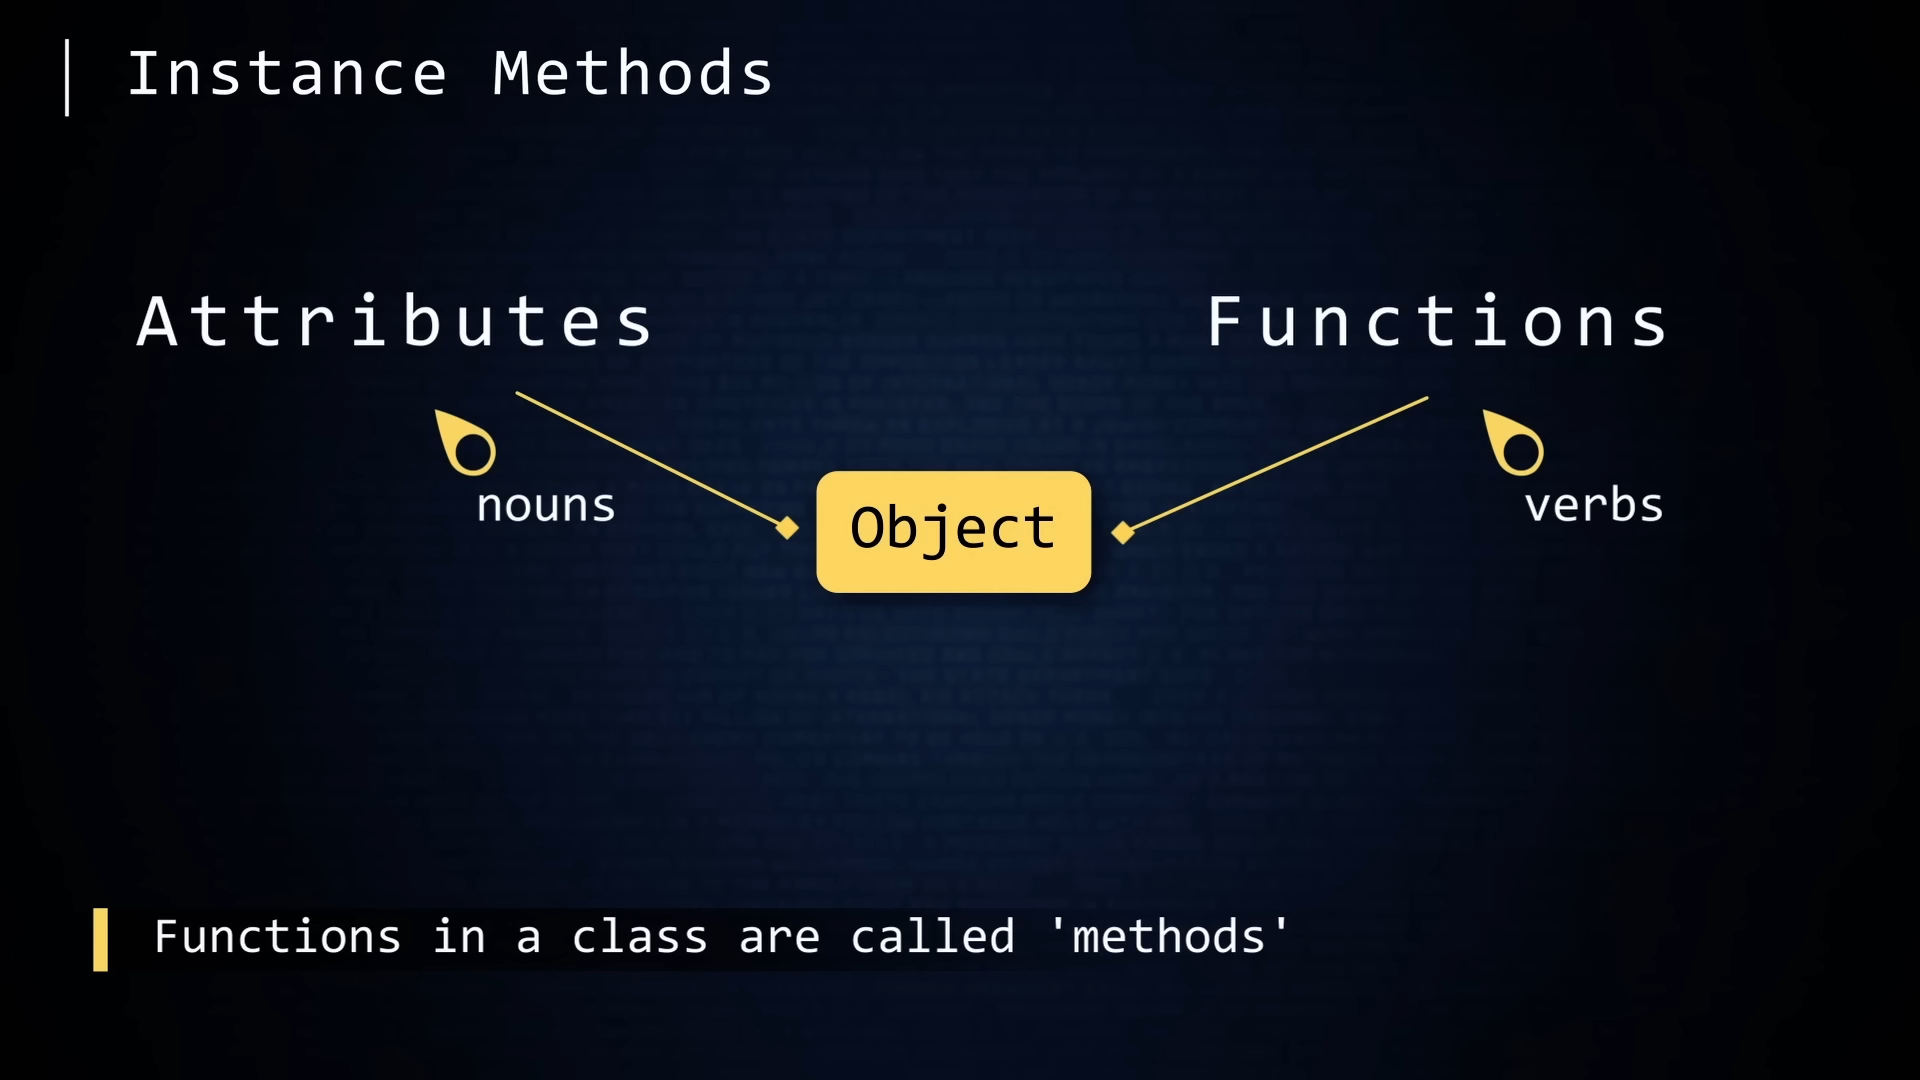 Instance Methods
Attributes
Functions
nouns
verbs
Object
Functions in a class are called 'methods'